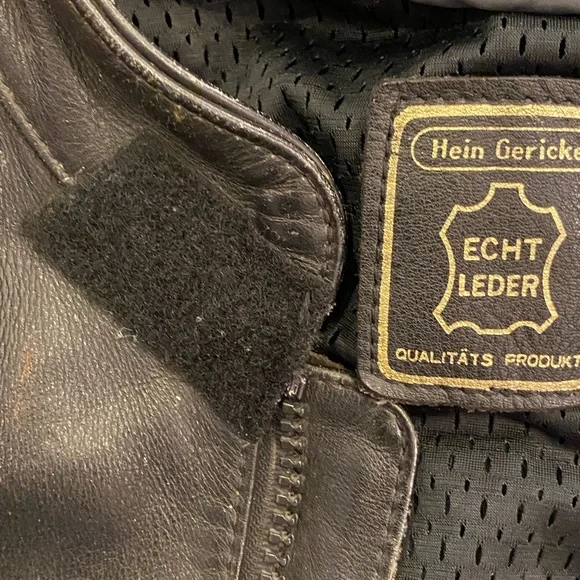 Hein Gericke
ECHT
LEDER
QUALITÄTS PRODUKT